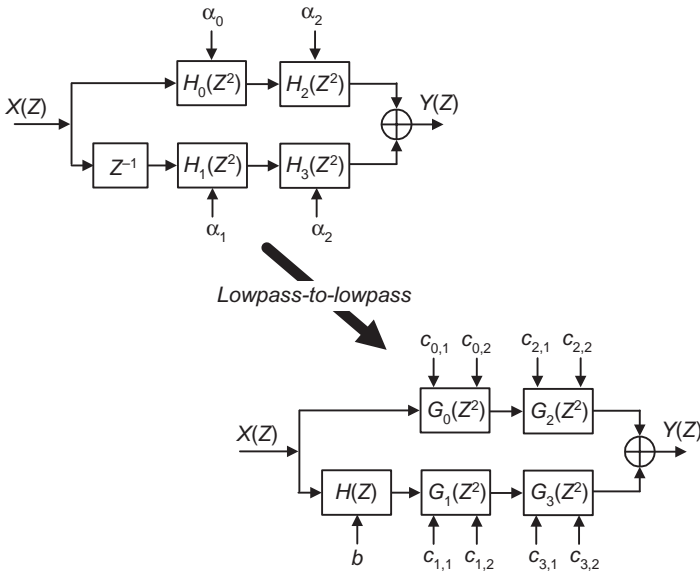 α0 α2
X(Z) H0(Z²) H2(Z²) Y(Z)
Z⁻¹ H1(Z²) H3(Z²)
α1 α2
Lowpass-to-lowpass
c0,1 c0,2 c2,1 c2,2
X(Z) G0(Z²) G2(Z²) Y(Z)
H(Z) G1(Z²) G3(Z²)
b c1,1 c1,2 c3,1 c3,2